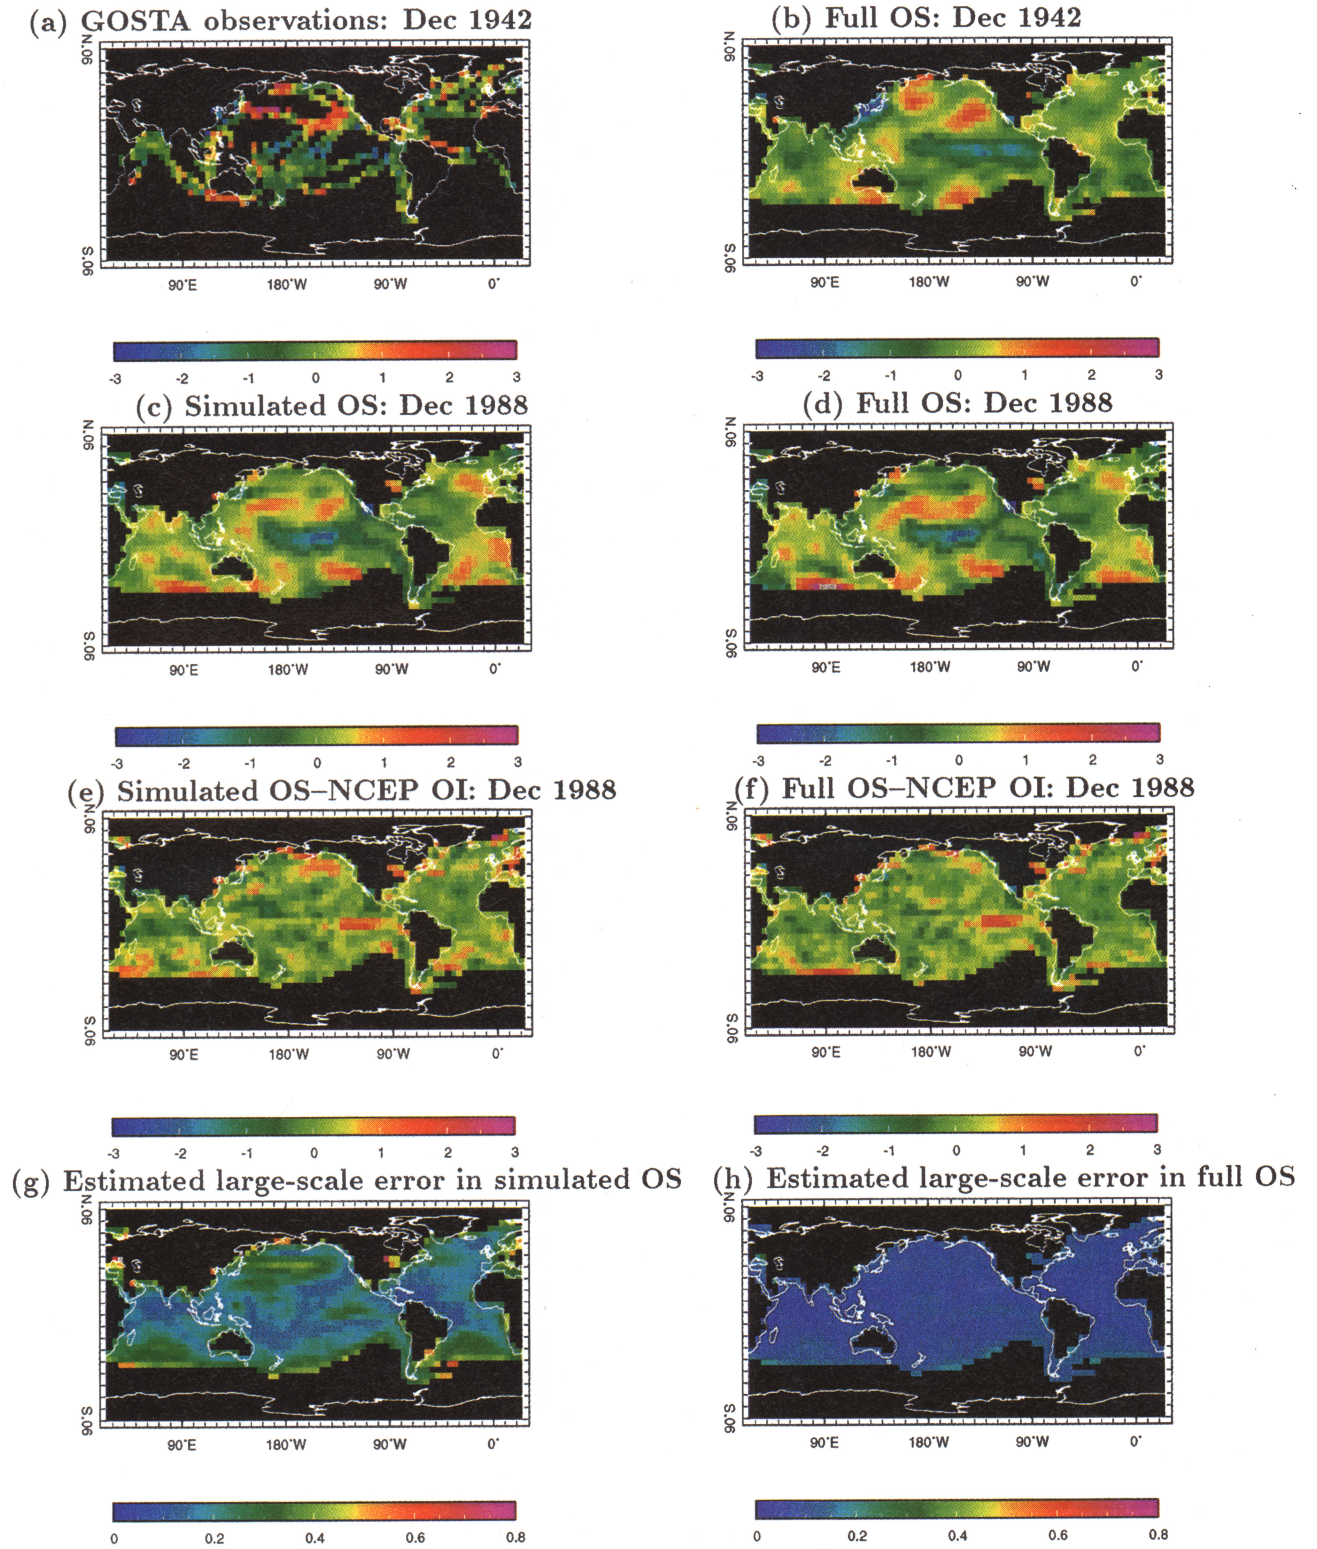 (a) GOSTA observations: Dec 1942
90°N
90°S
90°E 180°W 90°W 0°
-3 -2 -1 0 1 2 3
(b) Full OS: Dec 1942
90°N
90°S
90°E 180°W 90°W 0°
-3 -2 -1 0 1 2 3
(c) Simulated OS: Dec 1988
90°N
90°S
90°E 180°W 90°W 0°
-3 -2 -1 0 1 2 3
(d) Full OS: Dec 1988
90°N
90°S
90°E 180°W 90°W 0°
-3 -2 -1 0 1 2 3
(e) Simulated OS–NCEP OI: Dec 1988
90°N
90°S
90°E 180°W 90°W 0°
-3 -2 -1 0 1 2 3
(f) Full OS–NCEP OI: Dec 1988
90°N
90°S
90°E 180°W 90°W 0°
-3 -2 -1 0 1 2 3
(g) Estimated large-scale error in simulated OS
90°N
90°S
90°E 180°W 90°W 0°
0 0.2 0.4 0.6 0.8
(h) Estimated large-scale error in full OS
90°N
90°S
90°E 180°W 90°W 0°
0 0.2 0.4 0.6 0.8